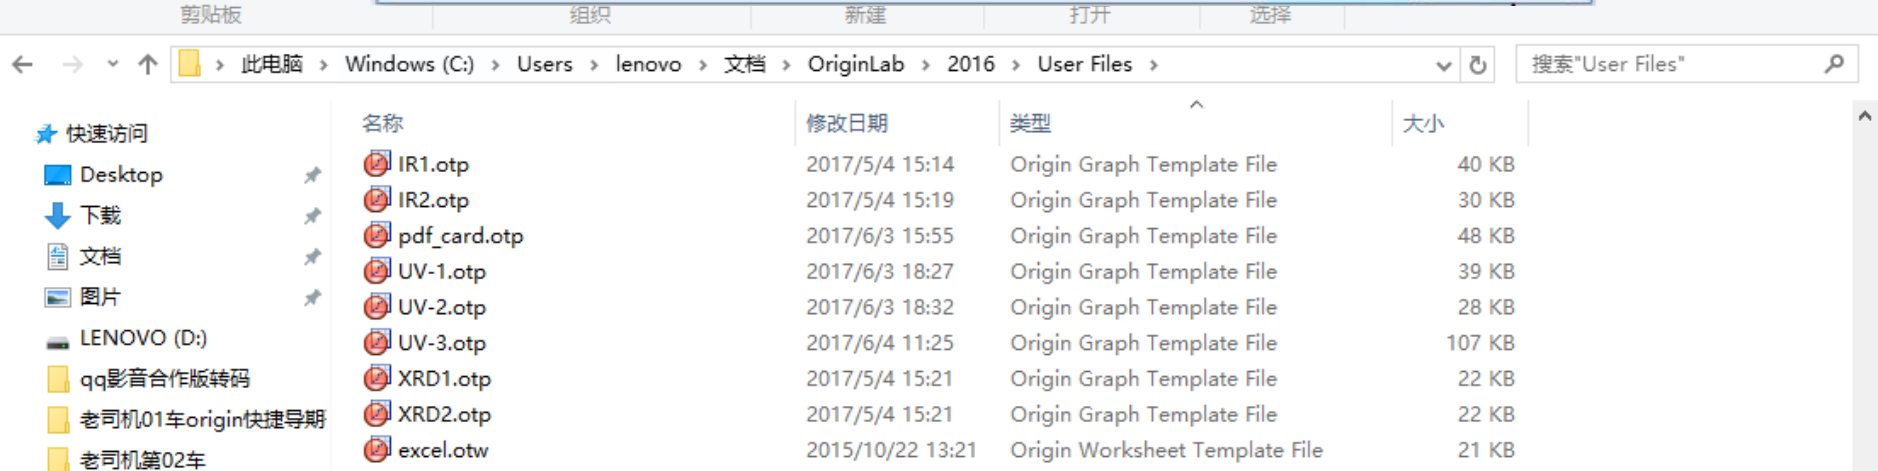 剪贴板 组织 新建 打开 选择
此电脑 › Windows (C:) › Users › lenovo › 文档 › OriginLab › 2016 › User Files ›
搜索"User Files"
快速访问
Desktop
下载
文档
图片
LENOVO (D:)
qq影音合作版转码
老司机01车origin快捷导期
老司机第02车
名称 修改日期 类型 大小
IR1.otp 2017/5/4 15:14 Origin Graph Template File 40 KB
IR2.otp 2017/5/4 15:19 Origin Graph Template File 30 KB
pdf_card.otp 2017/6/3 15:55 Origin Graph Template File 48 KB
UV-1.otp 2017/6/3 18:27 Origin Graph Template File 39 KB
UV-2.otp 2017/6/3 18:32 Origin Graph Template File 28 KB
UV-3.otp 2017/6/4 11:25 Origin Graph Template File 107 KB
XRD1.otp 2017/5/4 15:21 Origin Graph Template File 22 KB
XRD2.otp 2017/5/4 15:21 Origin Graph Template File 22 KB
excel.otw 2015/10/22 13:21 Origin Worksheet Template File 21 KB